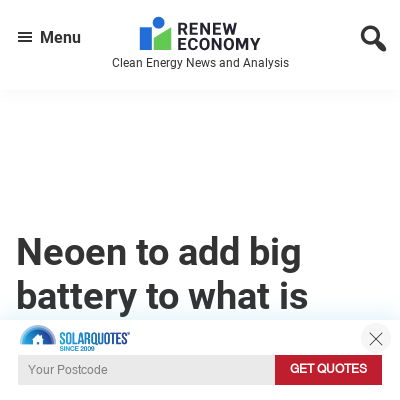 Menu
RENEW
ECONOMY
Clean Energy News and Analysis
Neoen to add big
battery to what is
SOLARQUOTES
SINCE 2009
Your Postcode
GET QUOTES